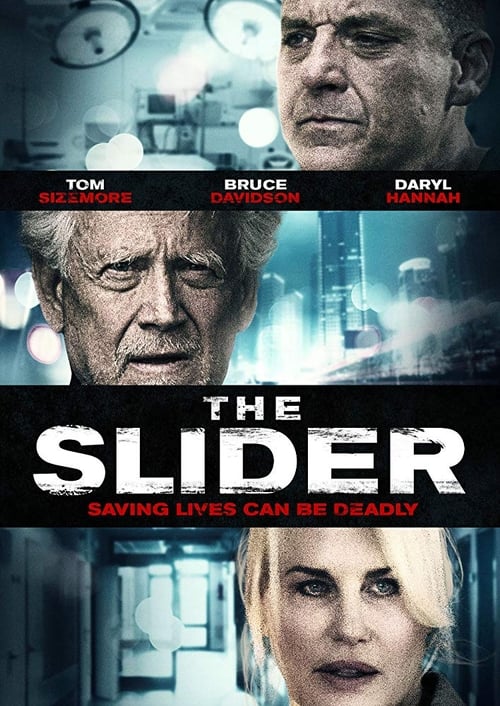 TOM BRUCE DARYL
SIZEMORE DAVIDSON HANNAH
THE
SLIDER
SAVING LIVES CAN BE DEADLY